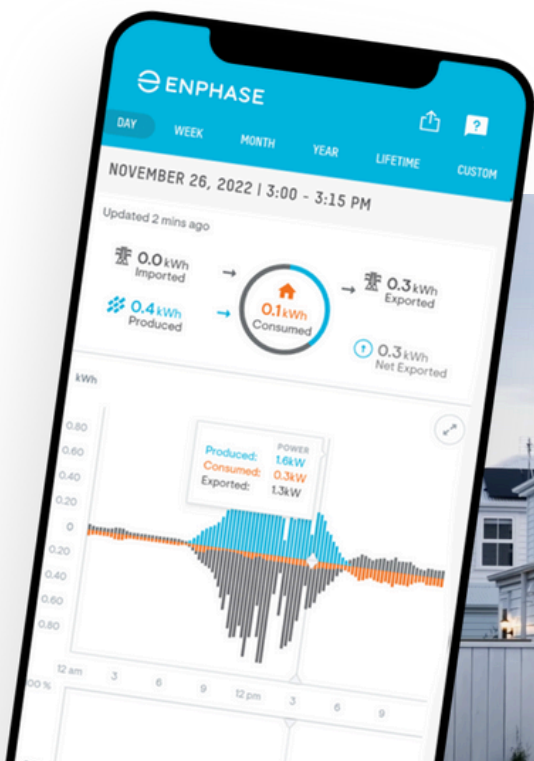 ENPHASE
?
DAY WEEK MONTH YEAR LIFETIME CUSTOM
NOVEMBER 26, 2022 | 3:00 - 3:15 PM
Updated 2 mins ago
0.0 kWh
Imported
0.3 kWh
Exported
0.1 kWh
Consumed
0.4 kWh
Produced
0.3 kWh
Net Exported
kWh
POWER
Produced: 1.6kW
Consumed: 0.3kW
Exported: 1.3kW
0.80
0.60
0.40
0.20
0
0.20
0.40
0.60
0.80
12 am 3 6 9 12 pm 3 6 9
00 %